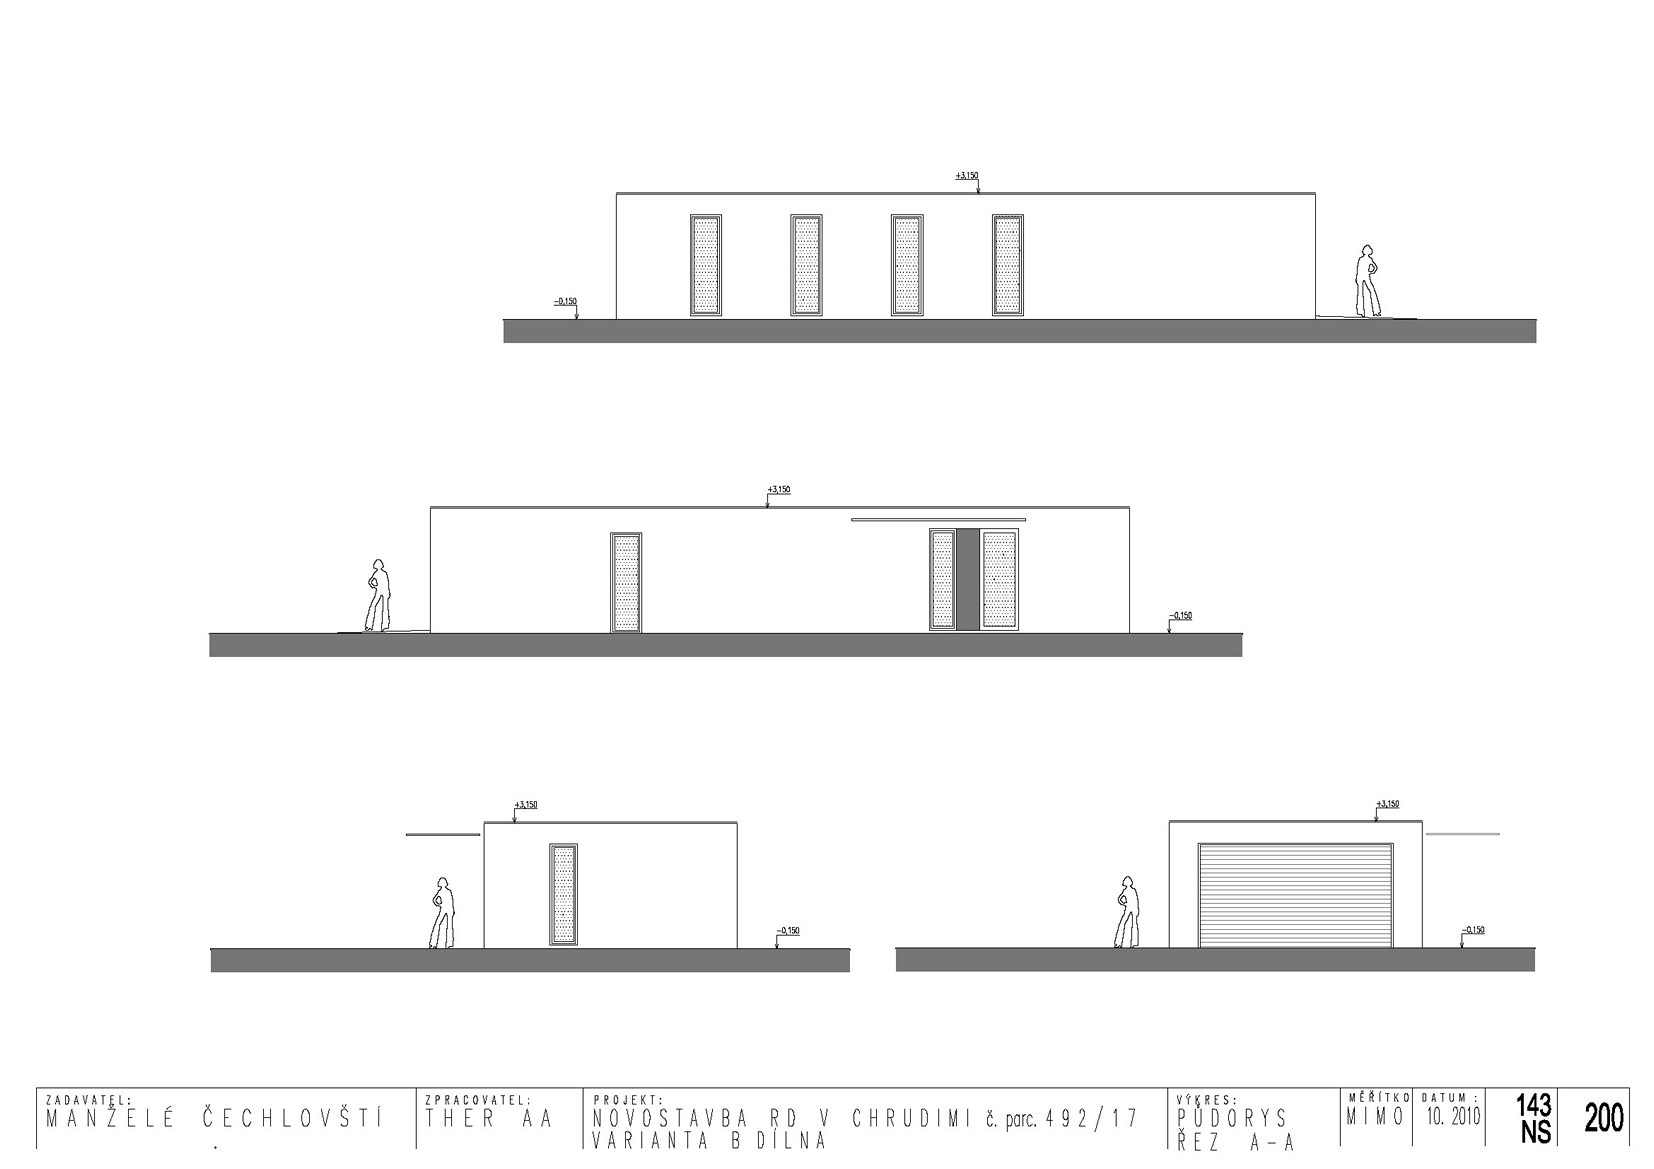 +3,150
-0,150
+3,150
-0,150
+3,150
-0,150
+3,150
-0,150
ZADAVATEL:
MANŽELÉ ČECHLOVŠTÍ
.
ZPRACOVATEL:
THER AA
PROJEKT:
NOVOSTAVBA RD V CHRUDIMI č. parc. 492/17
VARIANTA B DÍLNA
VÝKRES:
PŮDORYS
ŘEZ A-A
MĚŘÍTKO
MIMO
DATUM :
10. 2010
143
NS
200